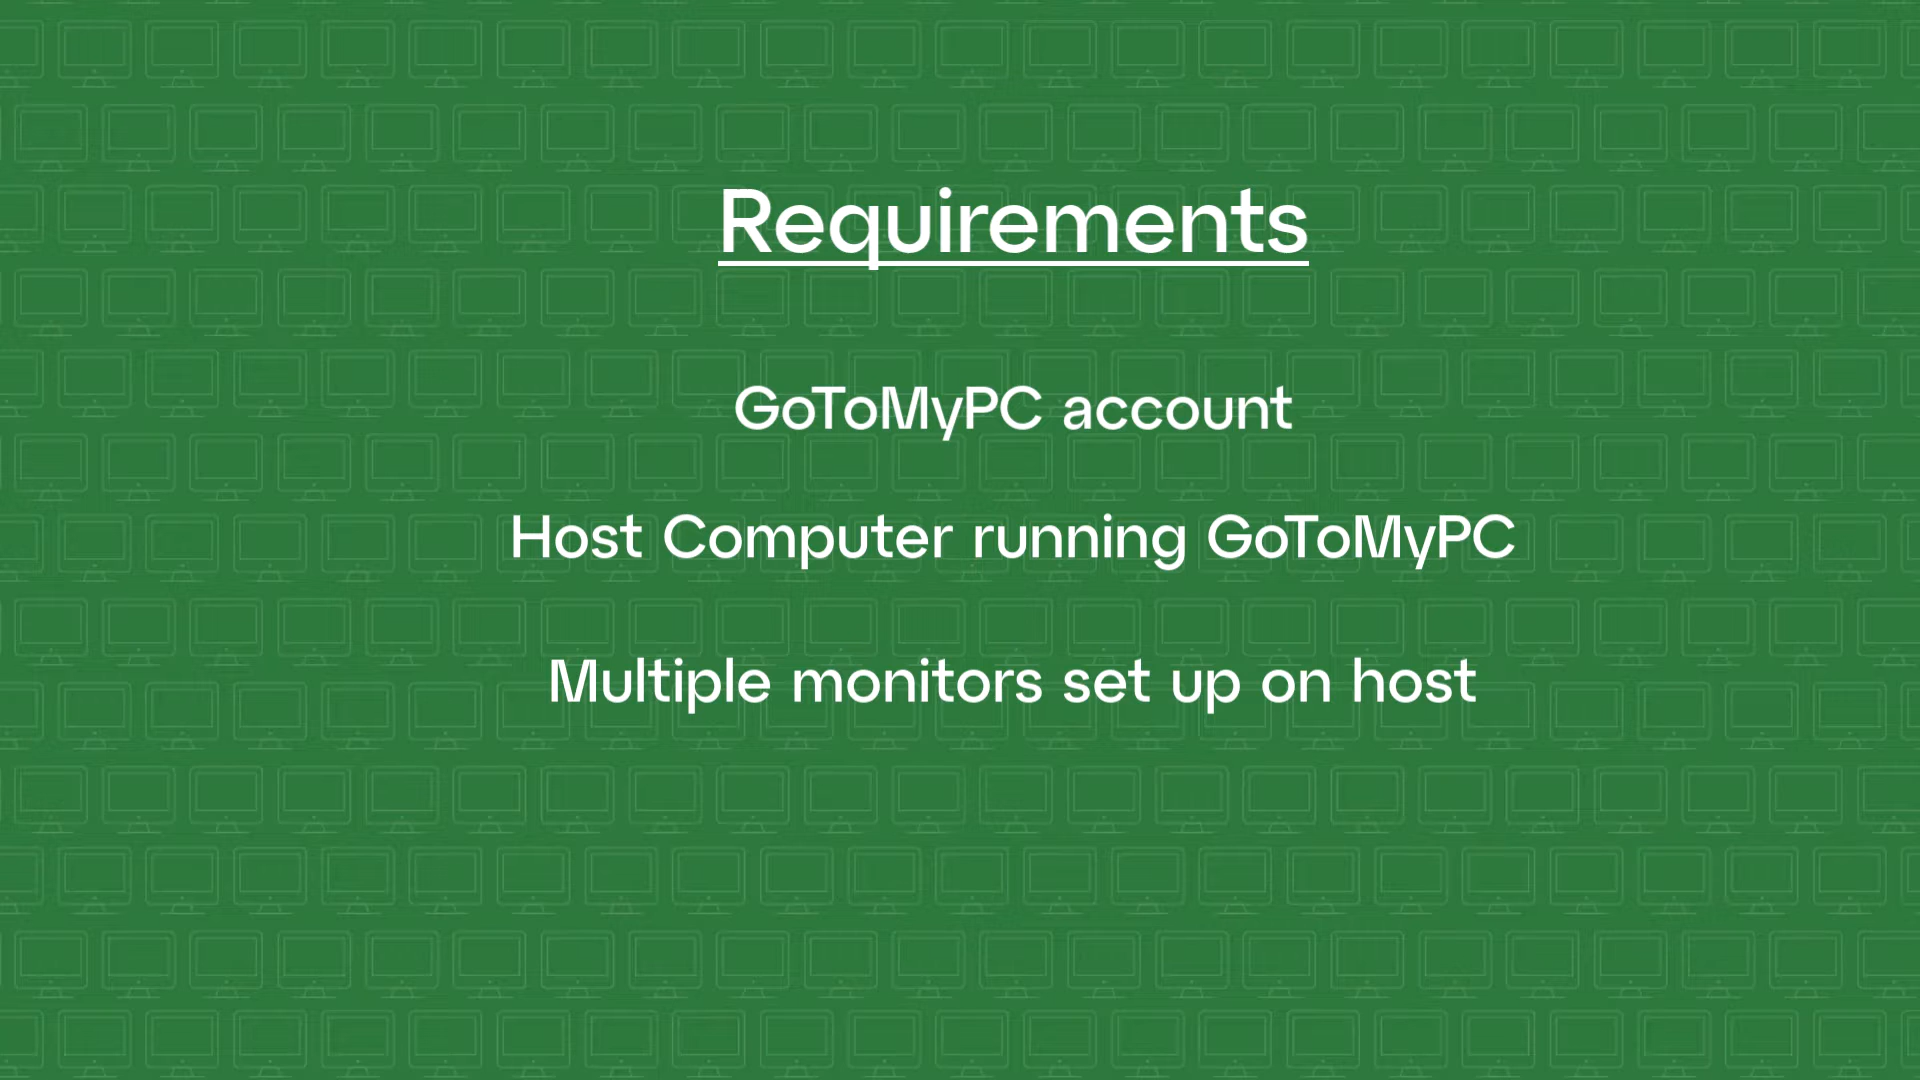 Requirements
GoToMyPC account
Host Computer running GoToMyPC
Multiple monitors set up on host